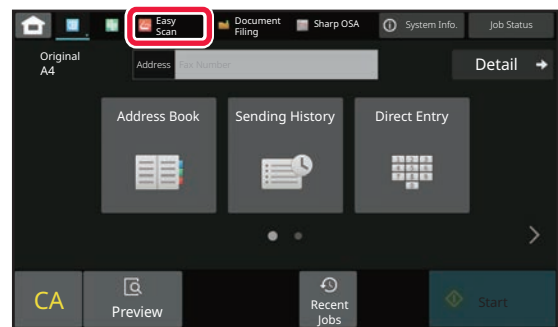 Easy
Scan
Document
Filing
Sharp OSA
System Info.
Job Status
Original
A4
Address
Fax Number
Detail
Address Book
Sending History
Direct Entry
CA
Preview
Recent
Jobs
Start